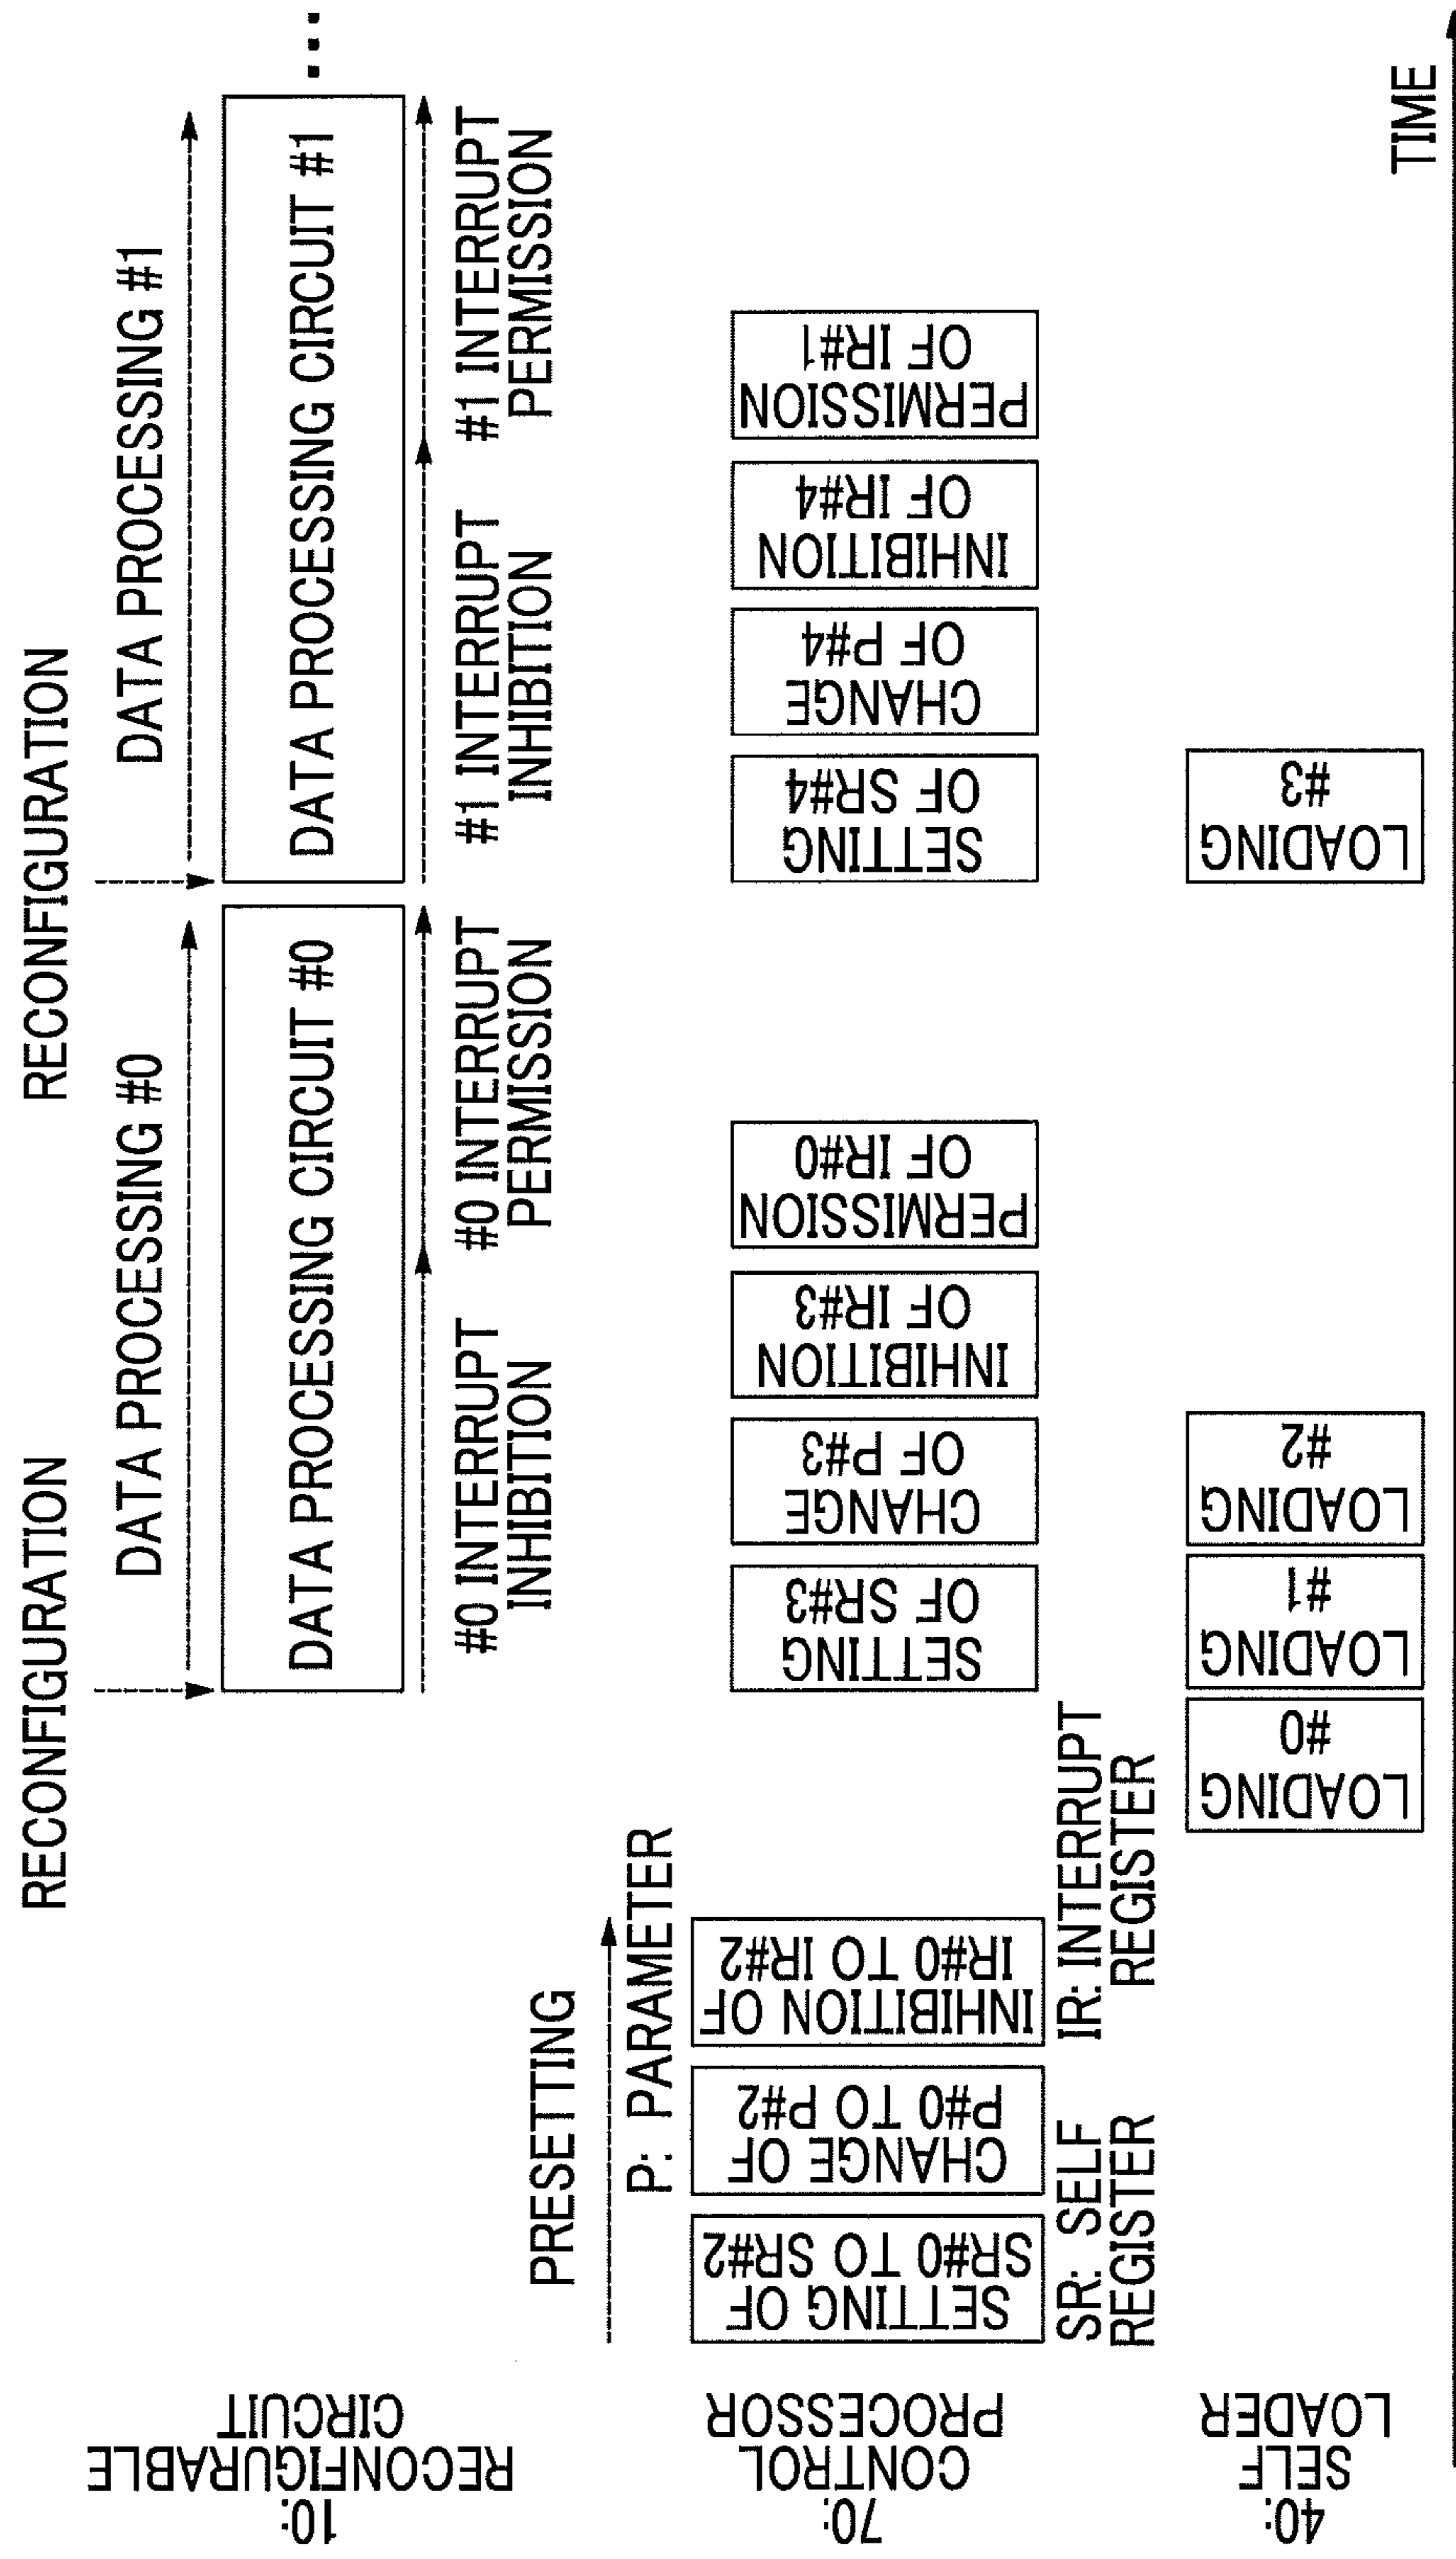 RECONFIGURATION
RECONFIGURATION
DATA PROCESSING #0
DATA PROCESSING #1
10:
RECONFIGURABLE
CIRCUIT
DATA PROCESSING CIRCUIT #0
DATA PROCESSING CIRCUIT #1
...
#0 INTERRUPT
INHIBITION
#0 INTERRUPT
PERMISSION
#1 INTERRUPT
INHIBITION
#1 INTERRUPT
PERMISSION
PRESETTING
P: PARAMETER
70:
CONTROL
PROCESSOR
SETTING OF
SR#0 TO SR#2
CHANGE OF
P#0 TO P#2
INHIBITION OF
IR#0 TO IR#2
SETTING
OF SR#3
CHANGE
OF P#3
INHIBITION
OF IR#3
PERMISSION
OF IR#0
SETTING
OF SR#4
CHANGE
OF P#4
INHIBITION
OF IR#4
PERMISSION
OF IR#1
SR: SELF
REGISTER
IR: INTERRUPT
REGISTER
40:
SELF
LOADER
LOADING
#0
LOADING
#1
LOADING
#2
LOADING
#3
TIME